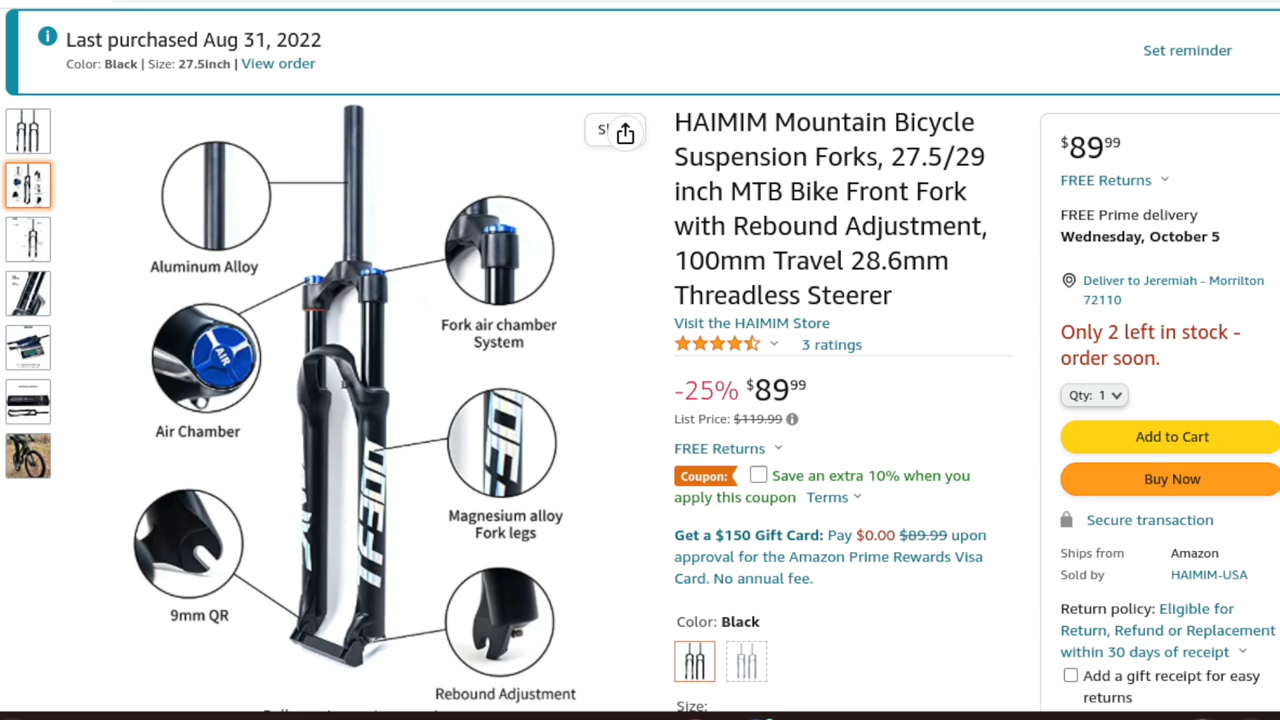 Last purchased Aug 31, 2022
Color: Black | Size: 27.5inch | View order
Set reminder
Aluminum Alloy
Fork air chamber
System
AIR
Air Chamber
Magnesium alloy
Fork legs
9mm QR
Rebound Adjustment
HAIMIM Mountain Bicycle
Suspension Forks, 27.5/29
inch MTB Bike Front Fork
with Rebound Adjustment,
100mm Travel 28.6mm
Threadless Steerer
Visit the HAIMIM Store
3 ratings
-25% $89.99
List Price: $119.99
FREE Returns
Coupon: Save an extra 10% when you
apply this coupon Terms
Get a $150 Gift Card: Pay $0.00 $89.99 upon
approval for the Amazon Prime Rewards Visa
Card. No annual fee.
Color: Black
Size:
$89.99
FREE Returns
FREE Prime delivery
Wednesday, October 5
Deliver to Jeremiah - Morrilton
72110
Only 2 left in stock -
order soon.
Qty: 1
Add to Cart
Buy Now
Secure transaction
Ships from Amazon
Sold by HAIMIM-USA
Return policy: Eligible for
Return, Refund or Replacement
within 30 days of receipt
Add a gift receipt for easy
returns